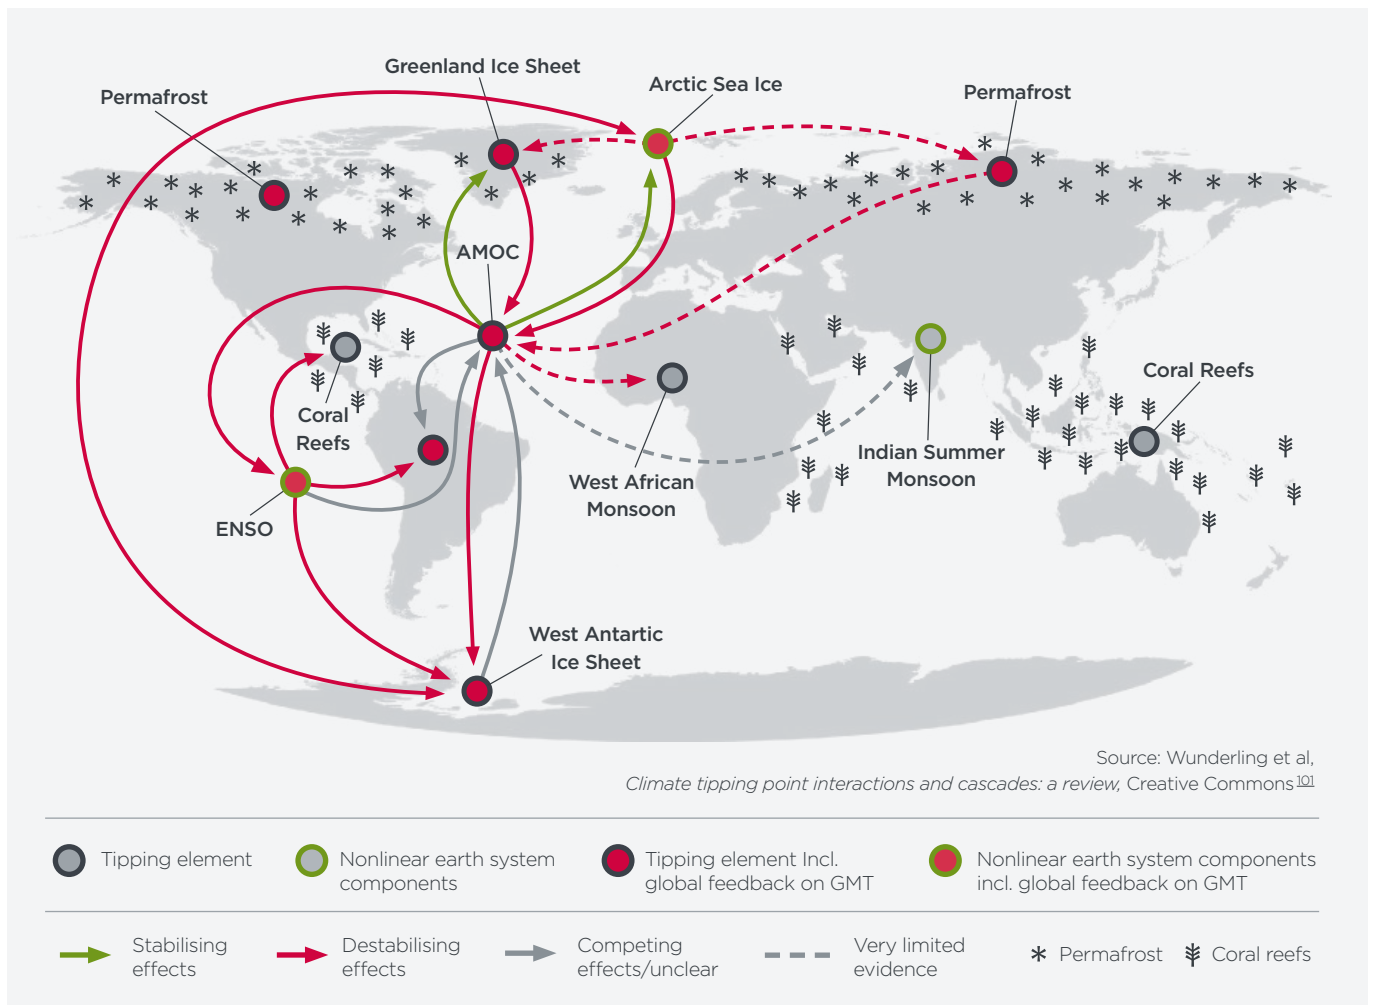 Greenland Ice Sheet
Arctic Sea Ice
Permafrost
Permafrost
AMOC
Coral
Reefs
Coral Reefs
West African
Monsoon
Indian Summer
Monsoon
ENSO
West Antartic
Ice Sheet
Source: Wunderling et al,
Climate tipping point interactions and cascades: a review, Creative Commons 101
Tipping element
Nonlinear earth system
components
Tipping element Incl.
global feedback on GMT
Nonlinear earth system components
incl. global feedback on GMT
Stabilising
effects
Destabilising
effects
Competing
effects/unclear
Very limited
evidence
Permafrost
Coral reefs